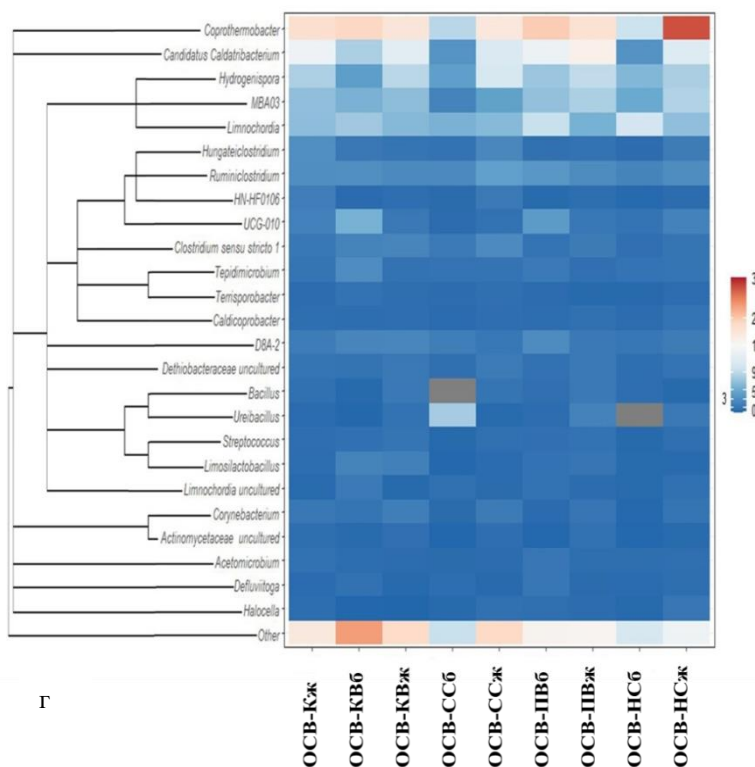 Coprothermobacter
Candidatus Caldatribacterium
Hydrogenispora
MBA03
Limnochordia
Hungateiclostridium
Ruminiclostridium
HN-HF0106
UCG-010
Clostridium sensu stricto 1
Tepidimicrobium
Terrisporobacter
Caldicoprobacter
D8A-2
Dethiobacteraceae uncultured
Bacillus
Ureibacillus
Streptococcus
Limosilactobacillus
Limnochordia uncultured
Corynebacterium
Actinomycetaceae uncultured
Acetomicrobium
Defluviitoga
Halocella
Other
3
2
1
3
г
ОСВ-Кж
ОСВ-КВб
ОСВ-КВж
ОСВ-ССб
ОСВ-ССж
ОСВ-ПВб
ОСВ-ПВж
ОСВ-НСб
ОСВ-НСж